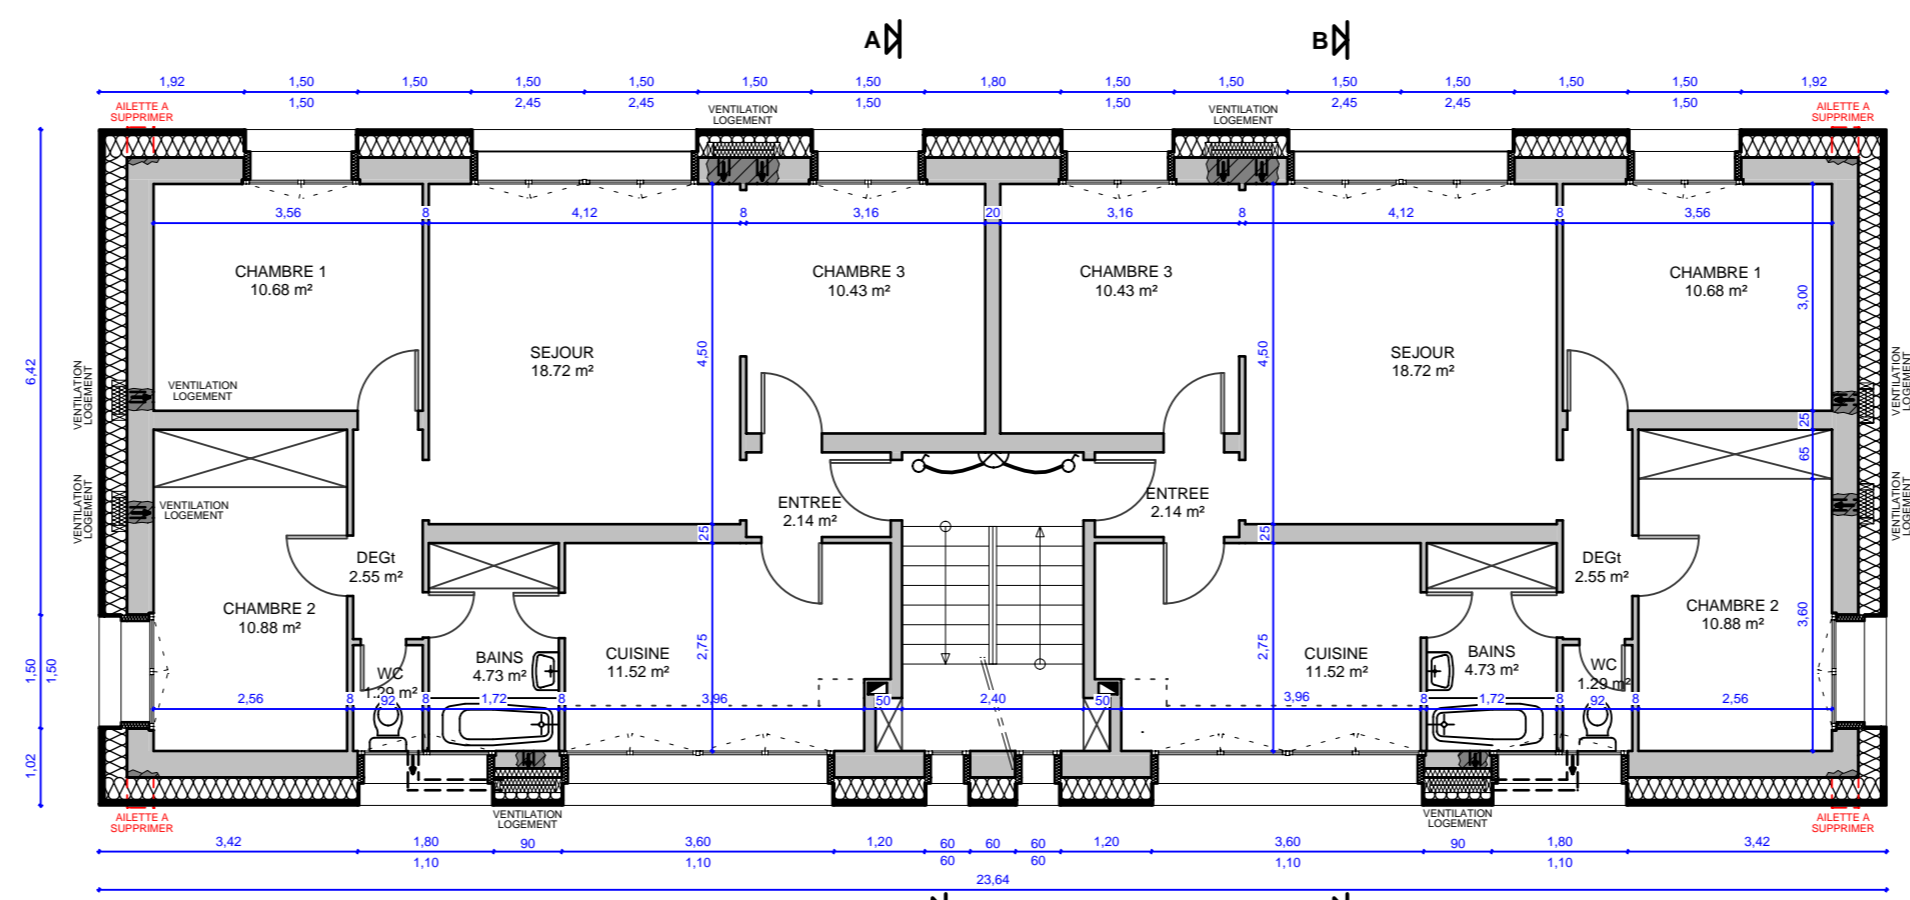 A
B
1,92 1,50 1,50 1,50 1,50 1,50 1,50 1,80 1,50 1,50 1,50 1,50 1,50 1,50 1,92
1,50 2,45 2,45 1,50 1,50 2,45 2,45 1,50
AILETTE A
SUPPRIMER
VENTILATION
LOGEMENT
VENTILATION
LOGEMENT
AILETTE A
SUPPRIMER
3,56 8 4,12 8 3,16 20 3,16 8 4,12 8 3,56
CHAMBRE 1
10.68 m²
CHAMBRE 3
10.43 m²
CHAMBRE 3
10.43 m²
CHAMBRE 1
10.68 m²
3,00
SEJOUR
18.72 m²
4,50
4,50
SEJOUR
18.72 m²
6,42
VENTILATION
LOGEMENT
VENTILATION
LOGEMENT
VENTILATION
LOGEMENT
25
65
VENTILATION
LOGEMENT
VENTILATION
LOGEMENT
VENTILATION
LOGEMENT
ENTREE
2.14 m²
ENTREE
2.14 m²
25
25
DEGt
2.55 m²
DEGt
2.55 m²
CHAMBRE 2
10.88 m²
CHAMBRE 2
10.88 m²
3,60
BAINS
4.73 m²
CUISINE
11.52 m²
2,75
2,75
CUISINE
11.52 m²
BAINS
4.73 m²
WC
1.29 m²
WC
1.29 m²
1,50
1,50
2,56 8 92 8 1,72 8 3,96 50 2,40 50 3,96 8 1,72 8 92 8 2,56
1,02
AILETTE A
SUPPRIMER
VENTILATION
LOGEMENT
VENTILATION
LOGEMENT
AILETTE A
SUPPRIMER
3,42 1,80 90 3,60 1,20 60 60 60 1,20 3,60 90 1,80 3,42
1,10 1,10 60 60 1,10 1,10
23,64